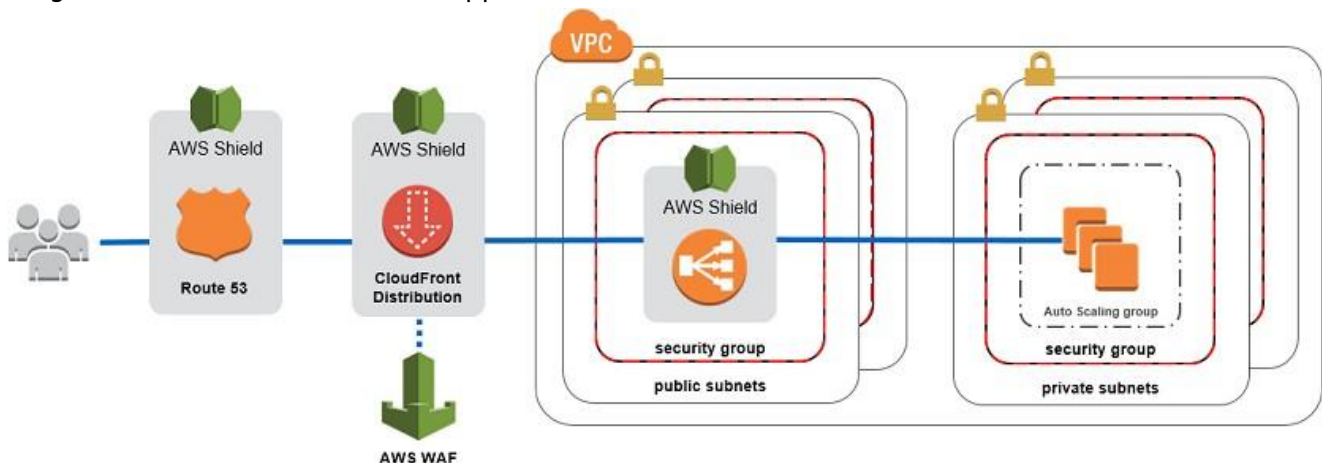 VPC
AWS Shield
Route 53
AWS Shield
CloudFront
Distribution
AWS WAF
AWS Shield
security group
public subnets
Auto Scaling group
security group
private subnets